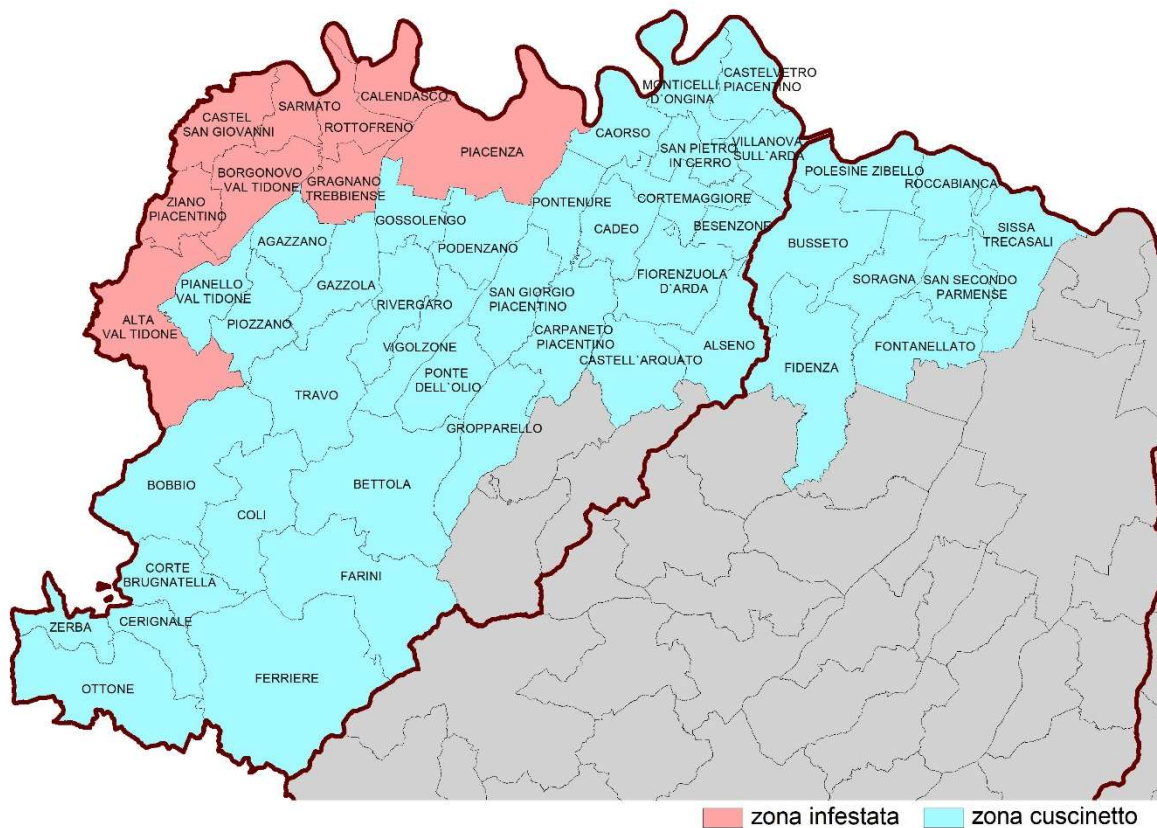 MONTICELLI
D'ONGINA
CASTELVETRO
PIACENTINO
CALENDASCO
SARMATO
CASTEL
SAN GIOVANNI
ROTTOFRENO
CAORSO
PIACENZA
SAN PIETRO
IN CERRO
VILLANOVA
SULL`ARDA
BORGONOVO
VAL TIDONE
GRAGNANO
TREBBIENSE
ZIANO
PIACENTINO
POLESINE ZIBELLO
ROCCABIANCA
PONTENURE
CORTEMAGGIORE
GOSSOLENGO
BESENZONE
CADEO
SISSA
TRECASALI
AGAZZANO
PODENZANO
BUSSETO
PIANELLO
VAL TIDONE
GAZZOLA
FIORENZUOLA
D'ARDA
SORAGNA
SAN SECONDO
PARMENSE
SAN GIORGIO
PIACENTINO
RIVERGARO
ALTA
VAL TIDONE
PIOZZANO
CARPANETO
PIACENTINO
VIGOLZONE
ALSENO
FONTANELLATO
CASTELL`ARQUATO
PONTE
DELL`OLIO
FIDENZA
TRAVO
GROPPARELLO
BOBBIO
BETTOLA
COLI
CORTE
BRUGNATELLA
FARINI
CERIGNALE
ZERBA
FERRIERE
OTTONE
zona infestata
zona cuscinetto